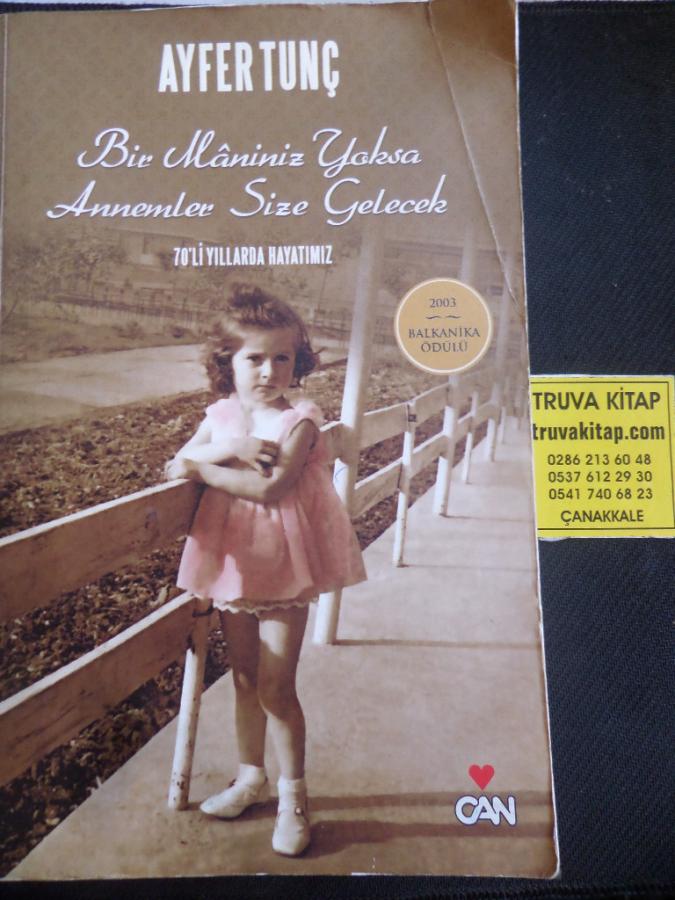 AYFER TUNÇ
Bir Mâniniz Yoksa
Annemler Size Gelecek
70'Lİ YILLARDA HAYATIMIZ
2003
BALKANİKA
ÖDÜLÜ
TRUVA KİTAP
truvakitap.com
0286 213 60 48
0537 612 29 30
0541 740 68 23
ÇANAKKALE
CAN